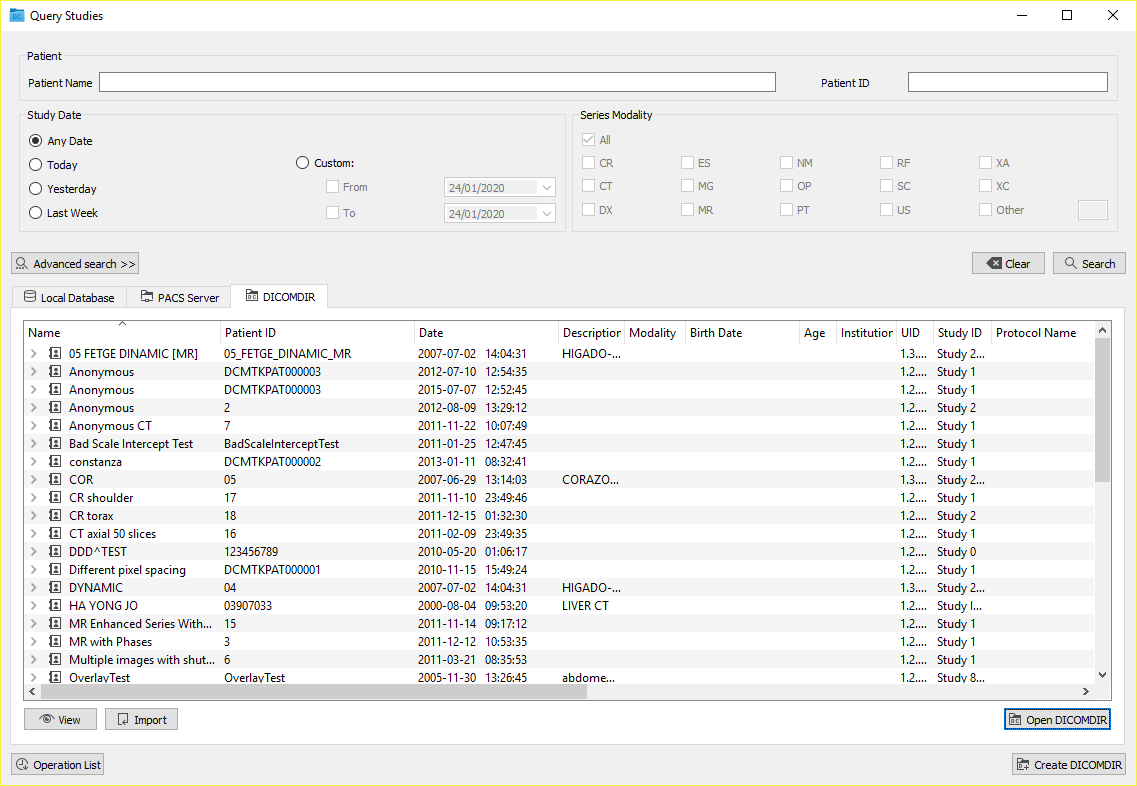 Query Studies
Patient
Patient Name Patient ID
Study Date Series Modality
Any Date All
Today Custom: CR ES NM RF XA
Yesterday From 24/01/2020 CT MG OP SC XC
Last Week To 24/01/2020 DX MR PT US Other
Advanced search >> Clear Search
Local Database PACS Server DICOMDIR
Name Patient ID Date Description Modality Birth Date Age Institution UID Study ID Protocol Name
05 FETGE DINAMIC [MR] 05_FETGE_DINAMIC_MR 2007-07-02 14:04:31 HIGADO-... 1.3.... Study 2...
Anonymous DCMTKPAT000003 2012-07-10 12:54:35 1.2.... Study 1
Anonymous DCMTKPAT000003 2015-07-07 12:52:45 1.2.... Study 1
Anonymous 2 2012-08-09 13:29:12 1.2.... Study 2
Anonymous CT 7 2011-11-22 10:07:49 1.2.... Study 1
Bad Scale Intercept Test BadScaleInterceptTest 2011-01-25 12:47:45 1.2.... Study 1
constanza DCMTKPAT000002 2013-01-11 08:32:41 1.2.... Study 1
COR 05 2007-06-29 13:14:03 CORAZO... 1.3.... Study 2...
CR shoulder 17 2011-11-10 23:49:46 1.2.... Study 1
CR torax 18 2011-12-15 01:32:30 1.2.... Study 2
CT axial 50 slices 16 2011-02-09 23:49:35 1.2.... Study 1
DDD^TEST 123456789 2010-05-20 01:06:17 1.2.... Study 0
Different pixel spacing DCMTKPAT000001 2010-11-15 15:49:24 1.2.... Study 1
DYNAMIC 04 2007-07-02 14:04:31 HIGADO-... 1.3.... Study 2...
HA YONG JO 03907033 2000-08-04 09:53:20 LIVER CT 1.2.... Study I...
MR Enhanced Series With... 15 2011-11-14 09:17:12 1.2.... Study 1
MR with Phases 3 2011-12-12 10:53:35 1.2.... Study 1
Multiple images with shut... 6 2011-03-21 08:35:53 1.2.... Study 1
OverlayTest OverlayTest 2005-11-30 13:26:45 abdome... 1.2.... Study 8...
View Import Open DICOMDIR
Operation List Create DICOMDIR